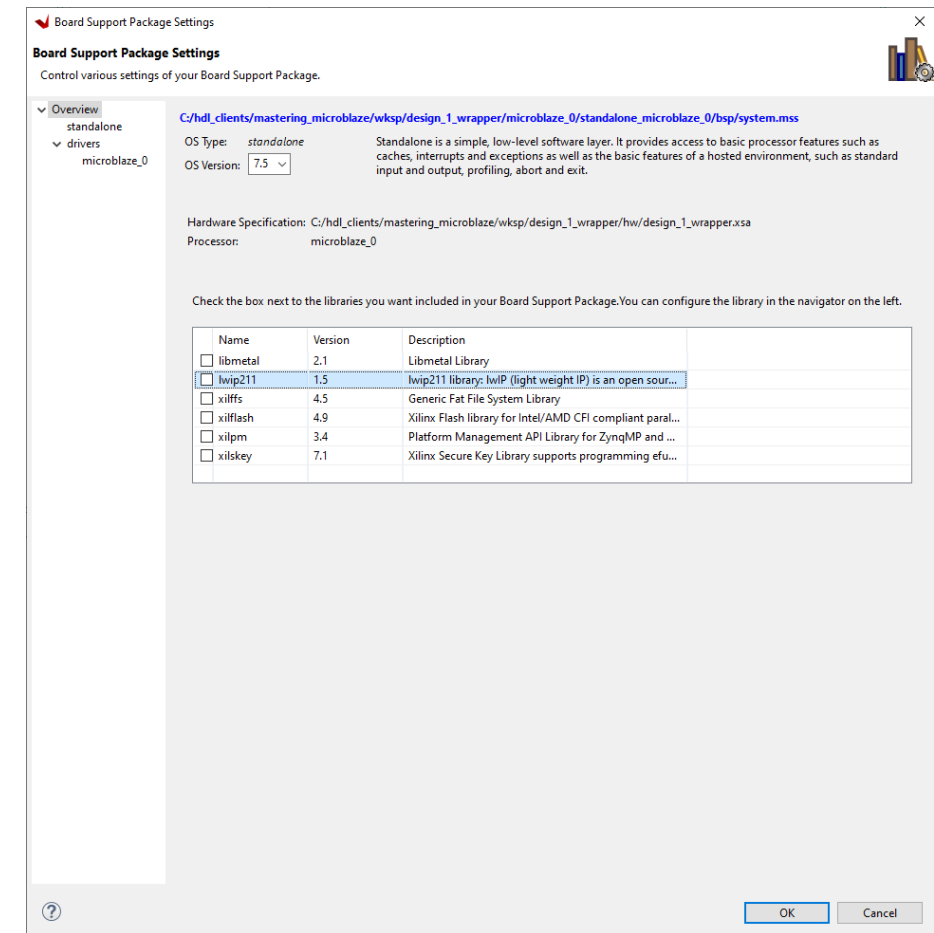 Board Support Package Settings
Board Support Package Settings
Control various settings of your Board Support Package.
Overview
standalone
drivers
microblaze_0
C:/hdl_clients/mastering_microblaze/wksp/design_1_wrapper/microblaze_0/standalone_microblaze_0/bsp/system.mss
OS Type: standalone
Standalone is a simple, low-level software layer. It provides access to basic processor features such as
caches, interrupts and exceptions as well as the basic features of a hosted environment, such as standard
input and output, profiling, abort and exit.
OS Version: 7.5
Hardware Specification: C:/hdl_clients/mastering_microblaze/wksp/design_1_wrapper/hw/design_1_wrapper.xsa
Processor: microblaze_0
Check the box next to the libraries you want included in your Board Support Package.You can configure the library in the navigator on the left.
Name Version Description
libmetal 2.1 Libmetal Library
lwip211 1.5 lwip211 library: lwIP (light weight IP) is an open sour...
xilffs 4.5 Generic Fat File System Library
xilflash 4.9 Xilinx Flash library for Intel/AMD CFI compliant paral...
xilpm 3.4 Platform Management API Library for ZynqMP and ...
xilskey 7.1 Xilinx Secure Key Library supports programming efu...
?
OK Cancel